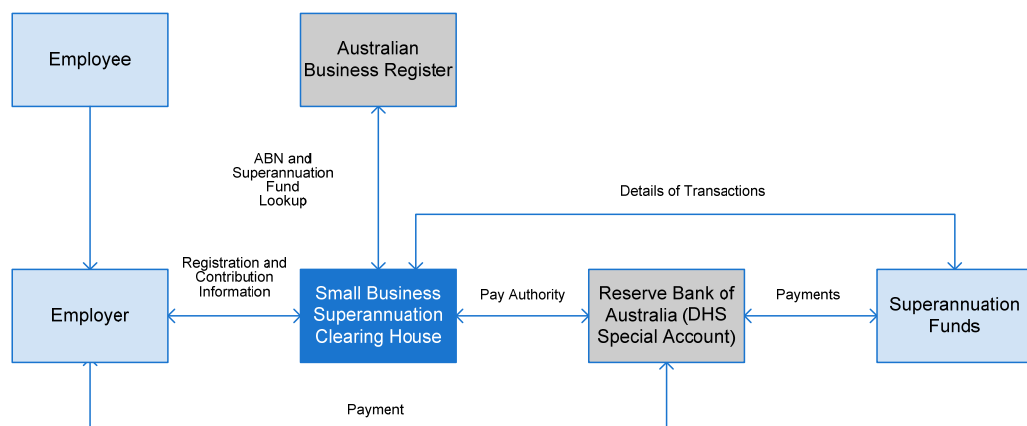 Employee
Australian
Business Register
ABN and
Superannuation
Fund
Lookup
Details of Transactions
Registration and
Contribution
Information
Employer
Small Business
Superannuation
Clearing House
Pay Authority
Reserve Bank of
Australia (DHS
Special Account)
Payments
Superannuation
Funds
Payment